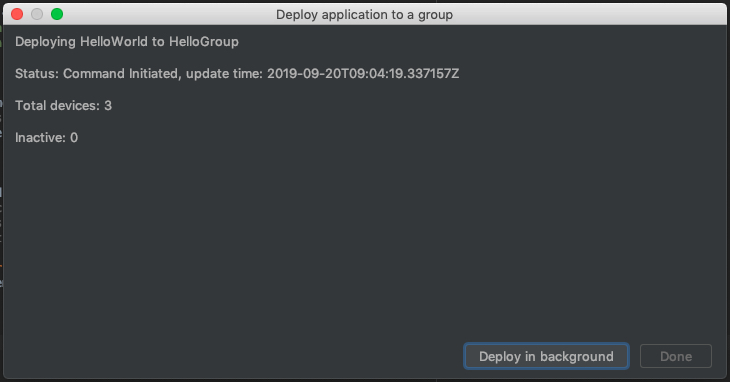 Deploy application to a group
Deploying HelloWorld to HelloGroup
Status: Command Initiated, update time: 2019-09-20T09:04:19.337157Z
Total devices: 3
Inactive: 0
Deploy in background
Done